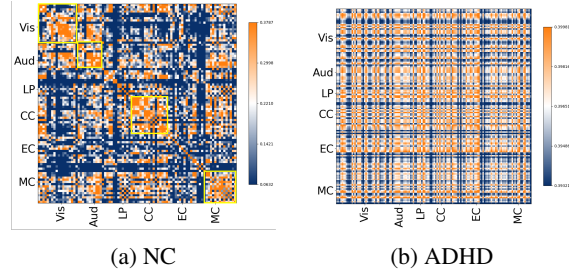 Vis
Aud
LP
CC
EC
MC
Vis
Aud
LP
CC
EC
MC
0.3787
0.2998
0.2210
0.1421
0.0632
(a) NC
Vis
Aud
LP
CC
EC
MC
Vis
Aud
LP
CC
EC
MC
(b) ADHD